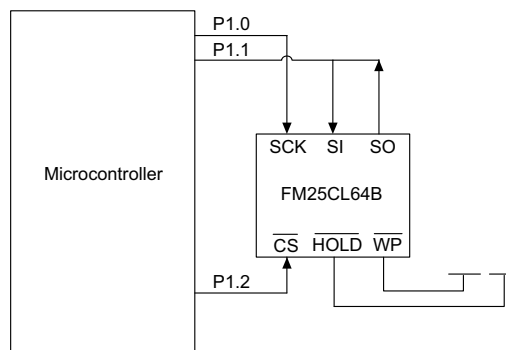 P1.0
P1.1
SCK SI SO
Microcontroller
FM25CL64B
CS HOLD WP
P1.2